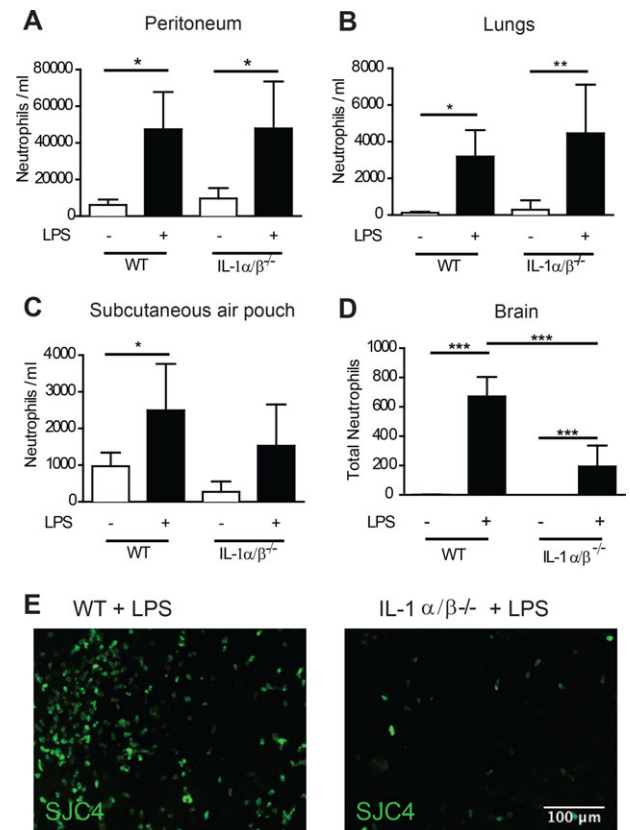 A Peritoneum
Neutrophils/ml
80000
60000
40000
20000
0
* *
LPS - + - +
WT IL-1α/β-/-
B Lungs
Neutrophils/ml
8000
6000
4000
2000
0
* **
LPS - + - +
WT IL-1α/β-/-
C Subcutaneous air pouch
Neutrophils/ml
4000
3000
2000
1000
0
*
LPS - + - +
WT IL-1α/β-/-
D Brain
Total Neutrophils
1000
800
600
400
200
0
*** ***
***
LPS - + - +
WT IL-1 α/β -/-
E WT + LPS IL-1 α/β-/- + LPS
SJC4 SJC4 100 µm